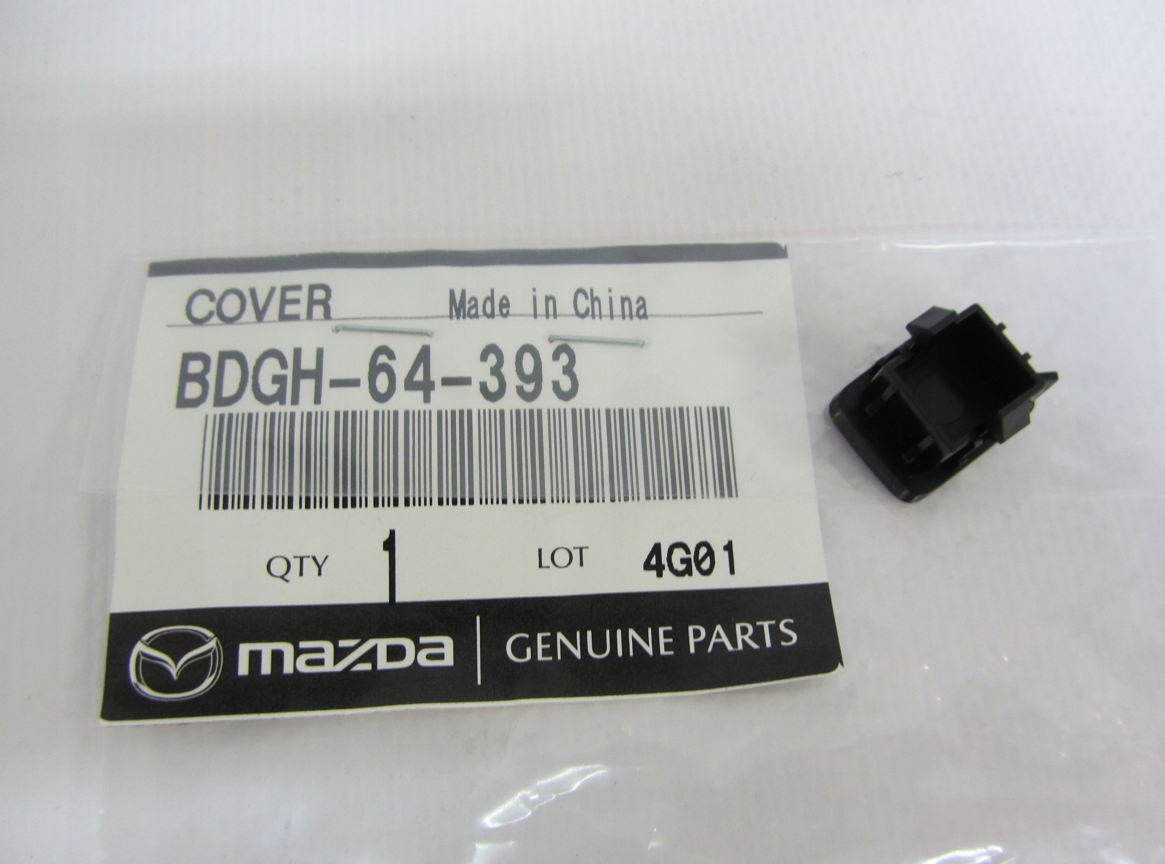 COVER Made in China
BDGH-64-393
QTY 1 LOT 4G01
mazda GENUINE PARTS